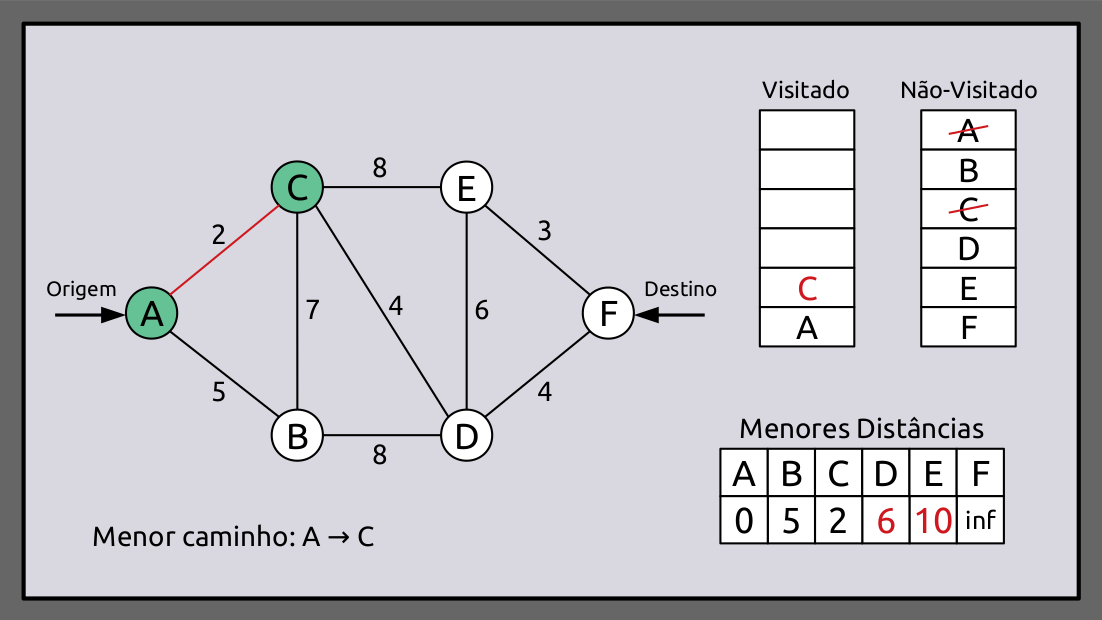 Visitado
Não-Visitado
A
B
C
D
E
F
C
A
8
C
E
2
3
Origem
A
7
4
6
F
Destino
5
4
B
D
8
Menores Distâncias
A B C D E F
0 5 2 6 10 inf
Menor caminho: A → C